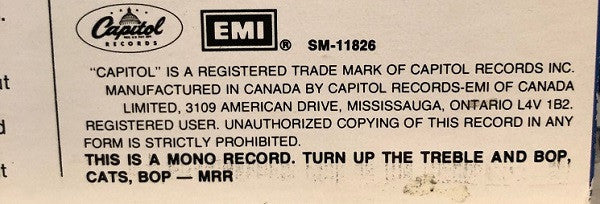 Capitol
RECORDS
EMI ® SM-11826
"CAPITOL" IS A REGISTERED TRADE MARK OF CAPITOL RECORDS INC.
MANUFACTURED IN CANADA BY CAPITOL RECORDS-EMI OF CANADA
LIMITED, 3109 AMERICAN DRIVE, MISSISSAUGA, ONTARIO L4V 1B2.
REGISTERED USER. UNAUTHORIZED COPYING OF THIS RECORD IN ANY
FORM IS STRICTLY PROHIBITED.
THIS IS A MONO RECORD. TURN UP THE TREBLE AND BOP,
CATS, BOP — MRR